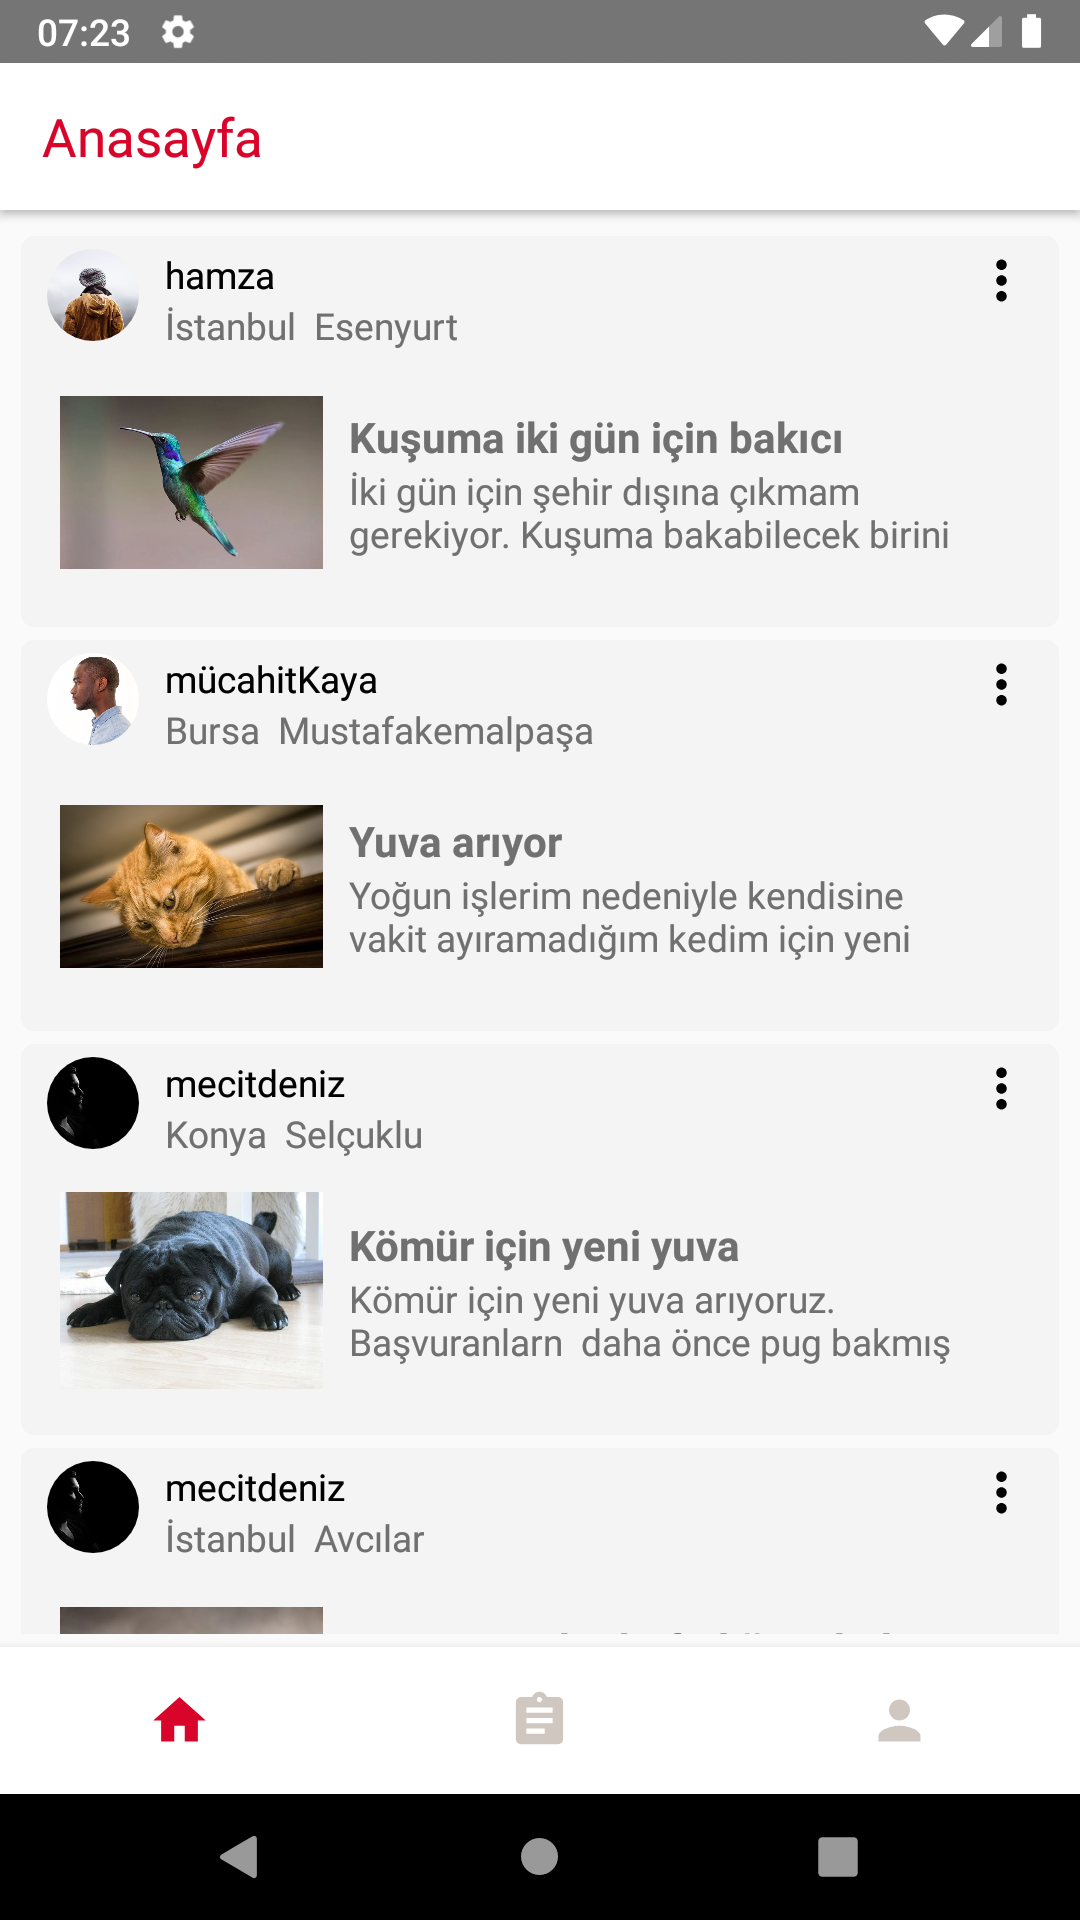 07:23
Anasayfa
hamza
İstanbul  Esenyurt
Kuşuma iki gün için bakıcı
İki gün için şehir dışına çıkmam
gerekiyor. Kuşuma bakabilecek birini
mücahitKaya
Bursa  Mustafakemalpaşa
Yuva arıyor
Yoğun işlerim nedeniyle kendisine
vakit ayıramadığım kedim için yeni
mecitdeniz
Konya  Selçuklu
Kömür için yeni yuva
Kömür için yeni yuva arıyoruz.
Başvuranlarn  daha önce pug bakmış
mecitdeniz
İstanbul  Avcılar